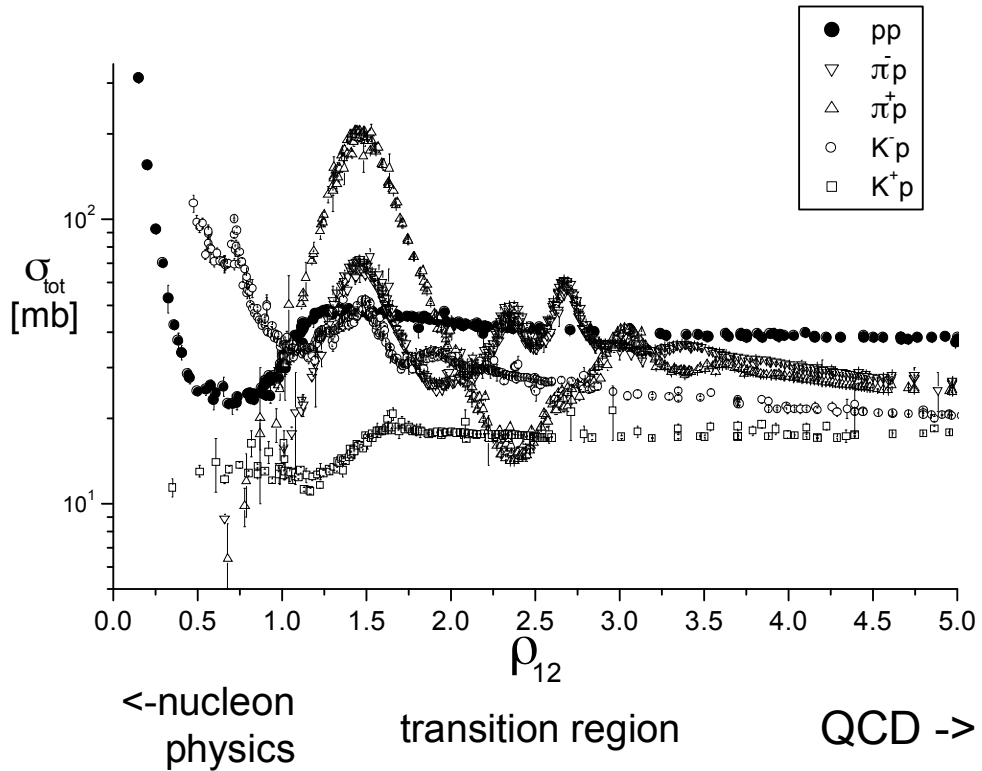 pp
π⁻p
π⁺p
K⁻p
K⁺p
10²
σtot
[mb]
10¹
0.0 0.5 1.0 1.5 2.0 2.5 3.0 3.5 4.0 4.5 5.0
ρ12
<-nucleon
physics
transition region
QCD ->